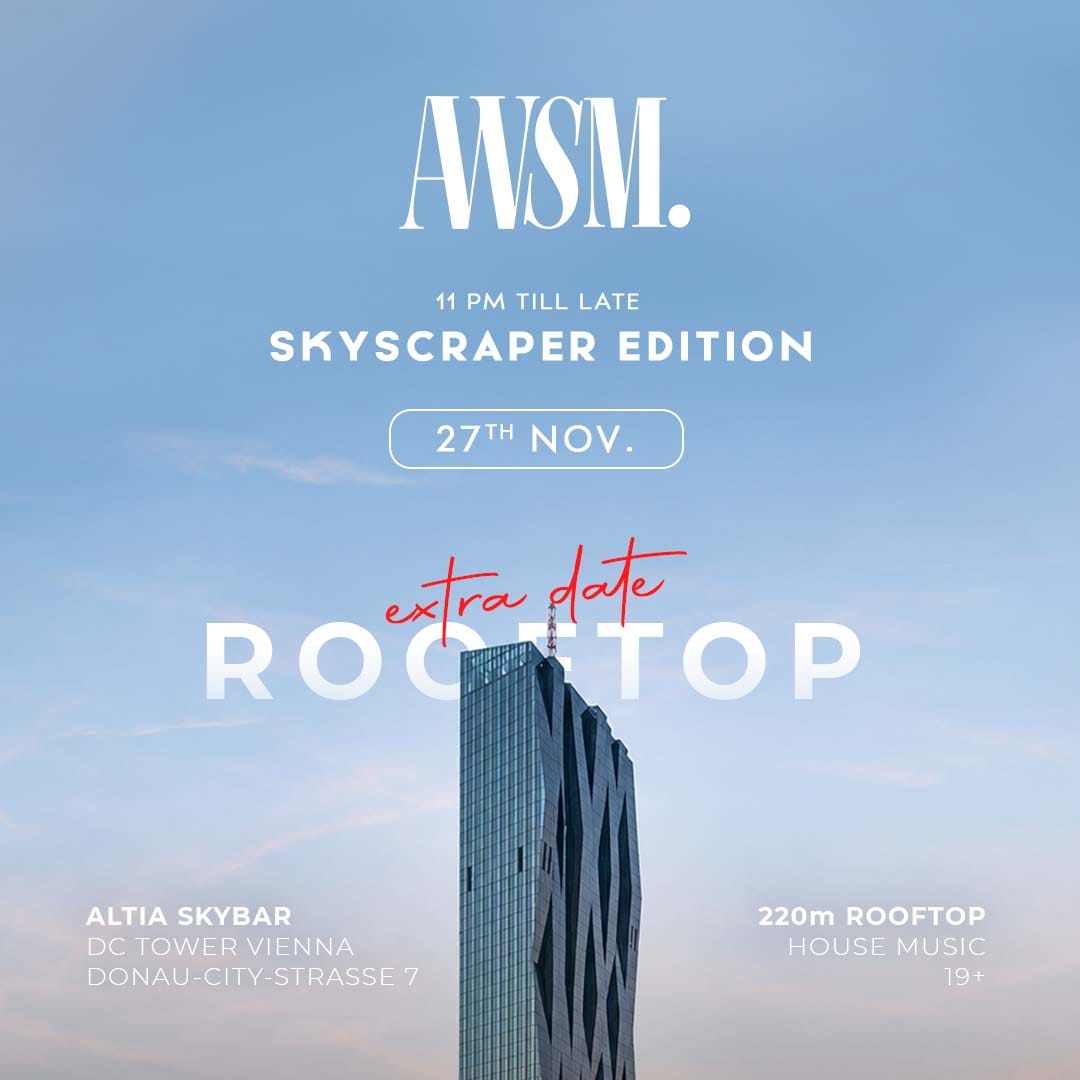 AWSM.
11 PM TILL LATE
SKYSCRAPER EDITION
27TH NOV.
extra date
ROOFTOP
ALTIA SKYBAR
DC TOWER VIENNA
DONAU-CITY-STRASSE 7
220m ROOFTOP
HOUSE MUSIC
19+